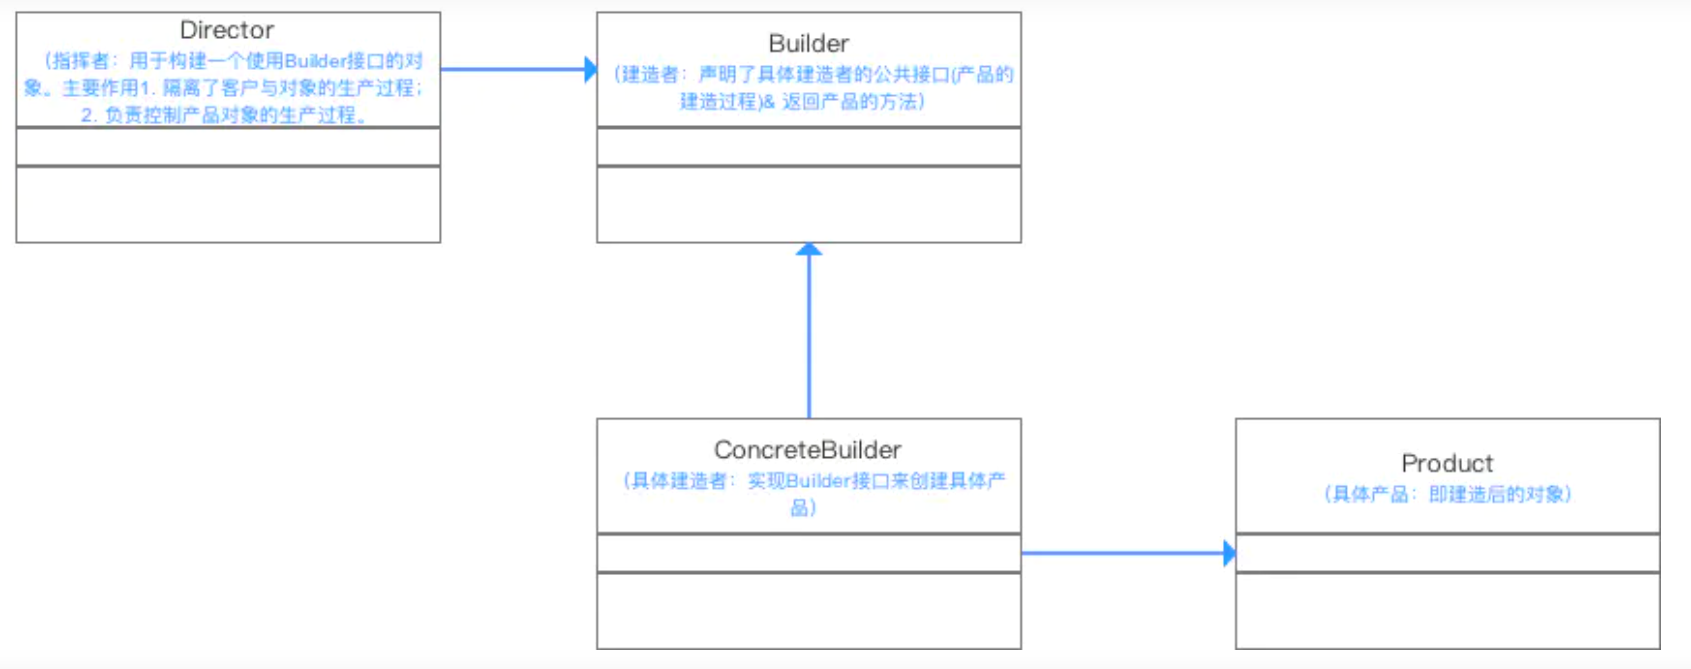 Director
（指挥者：用于构建一个使用Builder接口的对
象。主要作用1. 隔离了客户与对象的生产过程；
2. 负责控制产品对象的生产过程。
Builder
（建造者：声明了具体建造者的公共接口(产品的
建造过程)& 返回产品的方法）
ConcreteBuilder
（具体建造者：实现Builder接口来创建具体产
品）
Product
（具体产品：即建造后的对象）